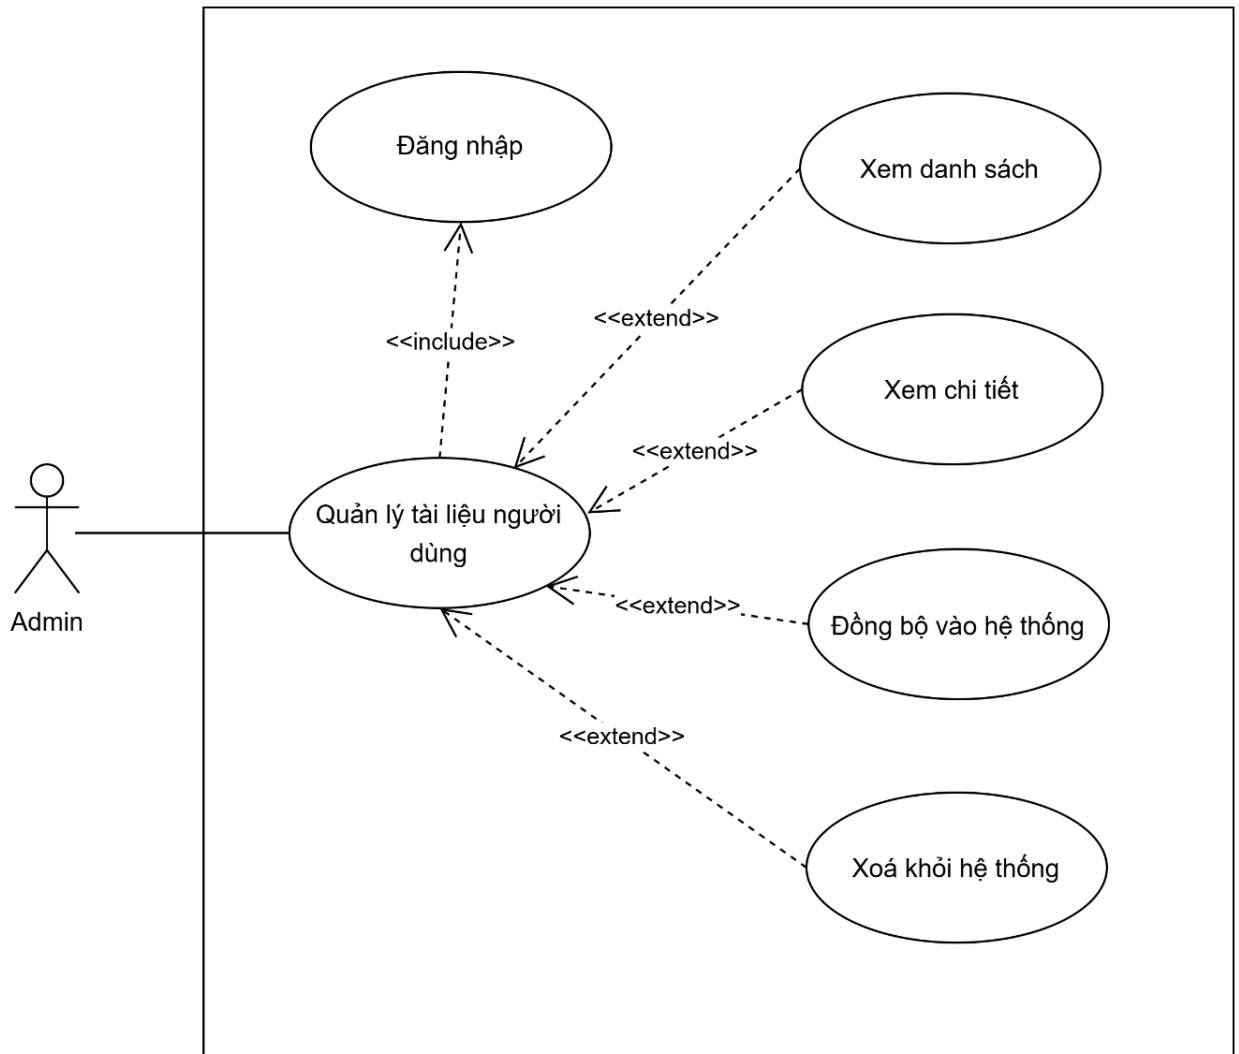 Đăng nhập
Xem danh sách
<<extend>>
<<include>>
Xem chi tiết
<<extend>>
Quản lý tài liệu người
dùng
<<extend>>
Đồng bộ vào hệ thống
Admin
<<extend>>
Xoá khỏi hệ thống